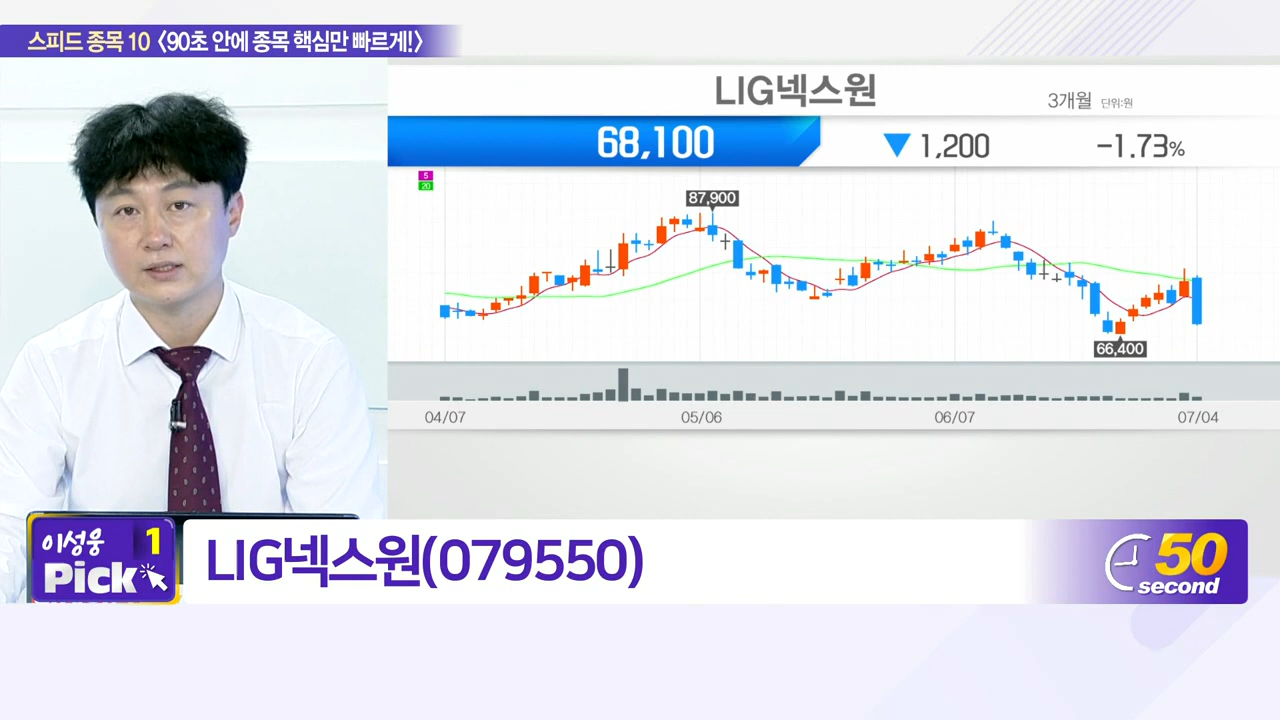 스피드 종목 10 〈90초 안에 종목 핵심만 빠르게!〉
LIG넥스원
3개월 단위:원
68,100 ▼ 1,200 -1.73%
5
20
87,900
66,400
04/07 05/06 06/07 07/04
이성웅 1
Pick
LIG넥스원(079550)
50
second